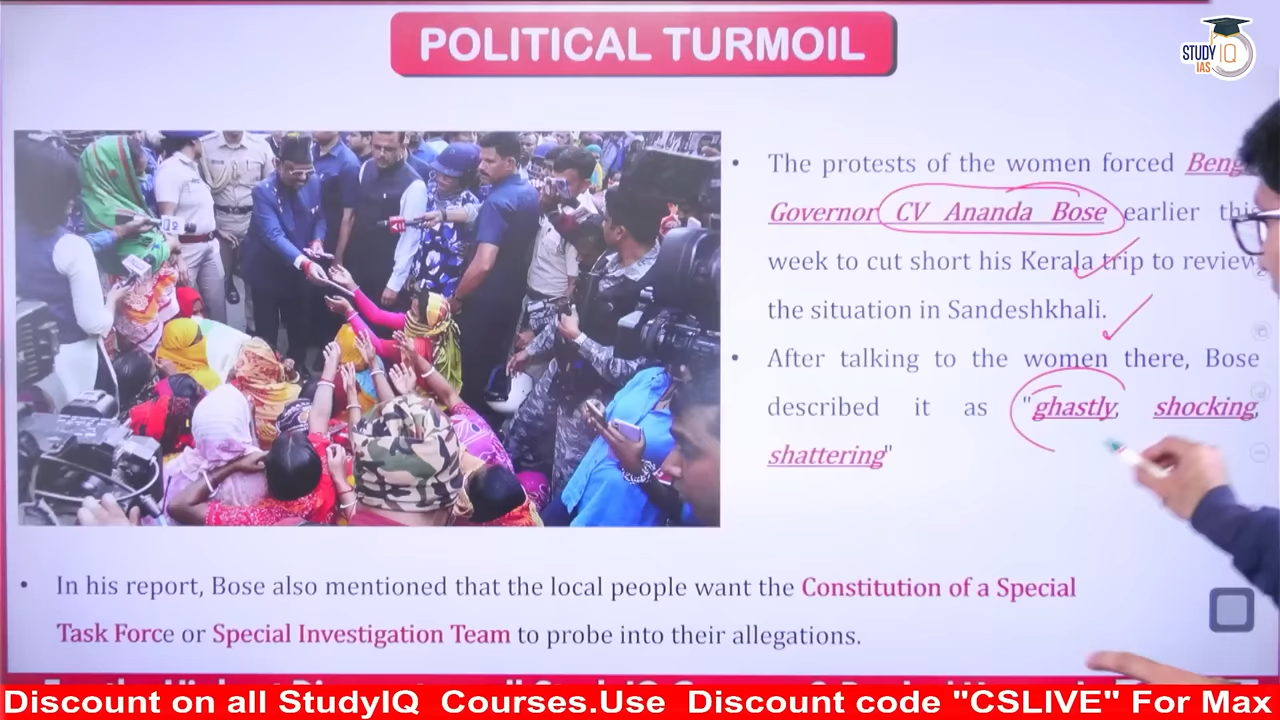 POLITICAL TURMOIL
STUDY IQ
IAS
• The protests of the women forced
Governor CV Ananda Bose earlier this
week to cut short his Kerala trip to review
the situation in Sandeshkhali.
• After talking to the women there, Bose
described it as "ghastly, shocking,
shattering"
• In his report, Bose also mentioned that the local people want the Constitution of a Special
Task Force or Special Investigation Team to probe into their allegations.
Discount on all StudyIQ Courses.Use Discount code "CSLIVE" For Max